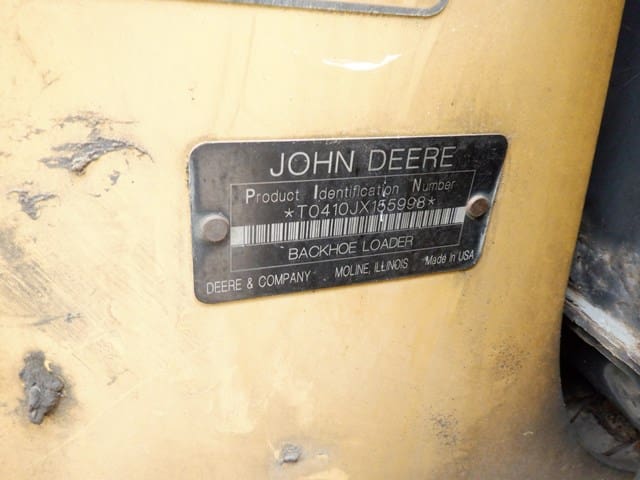 JOHN DEERE
Product Identification Number
*T0410JX155998*
BACKHOE LOADER
DEERE & COMPANY MOLINE, ILLINOIS Made in USA